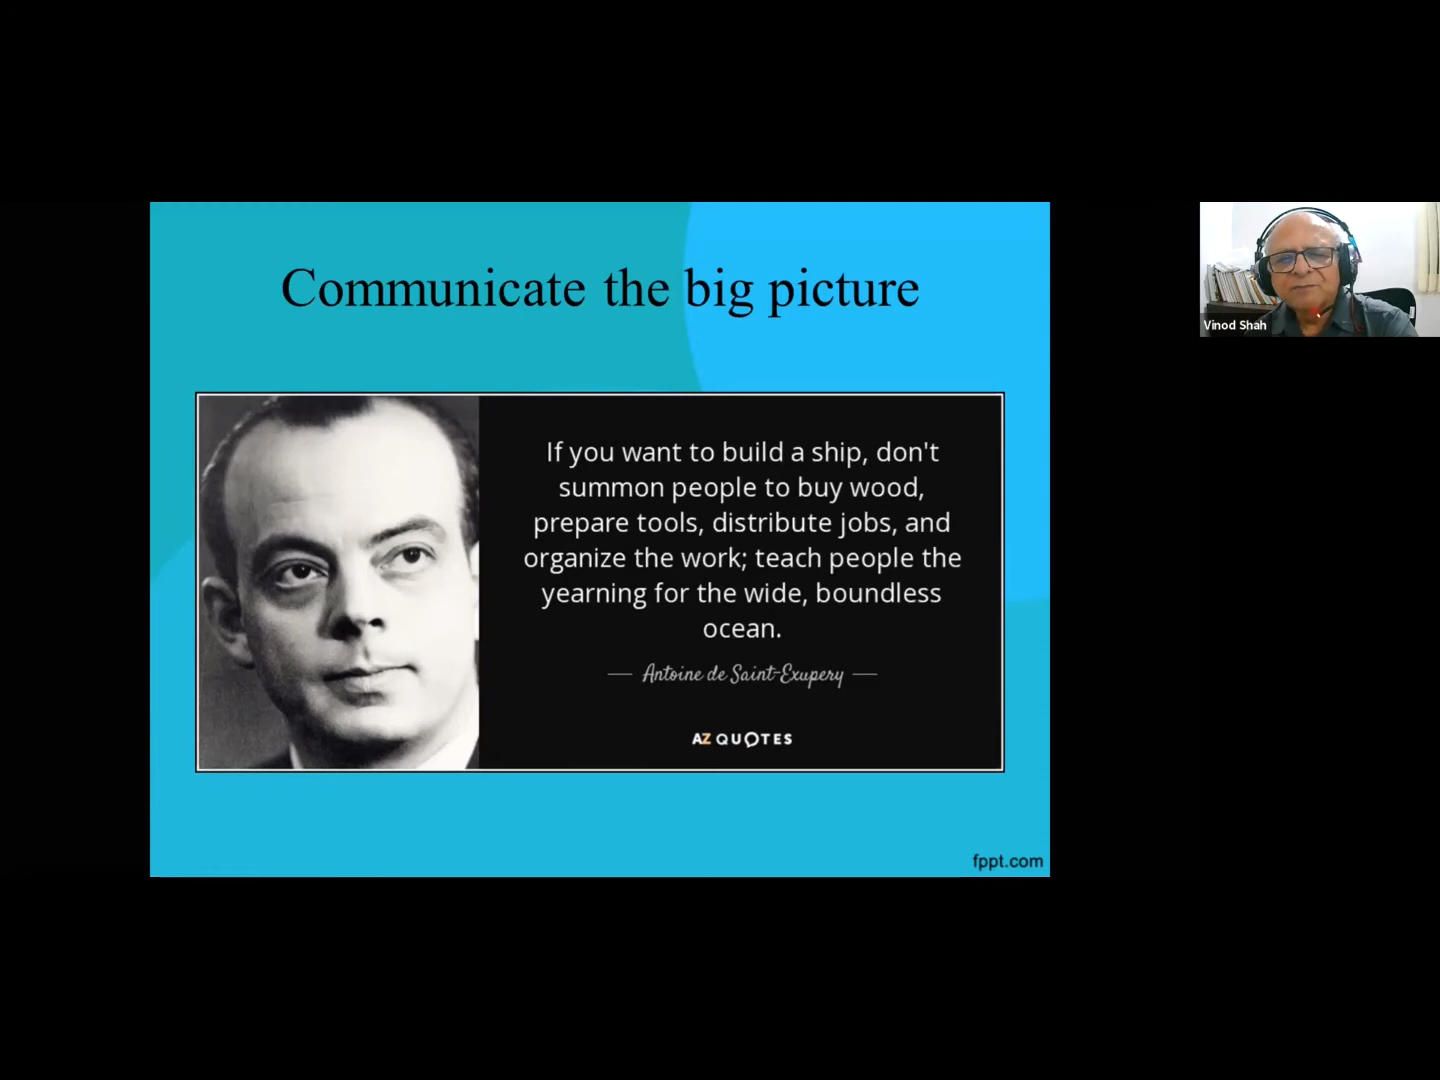 Communicate the big picture
If you want to build a ship, don't
summon people to buy wood,
prepare tools, distribute jobs, and
organize the work; teach people the
yearning for the wide, boundless
ocean.
— Antoine de Saint-Exupery —
AZ QUOTES
fppt.com
Vinod Shah